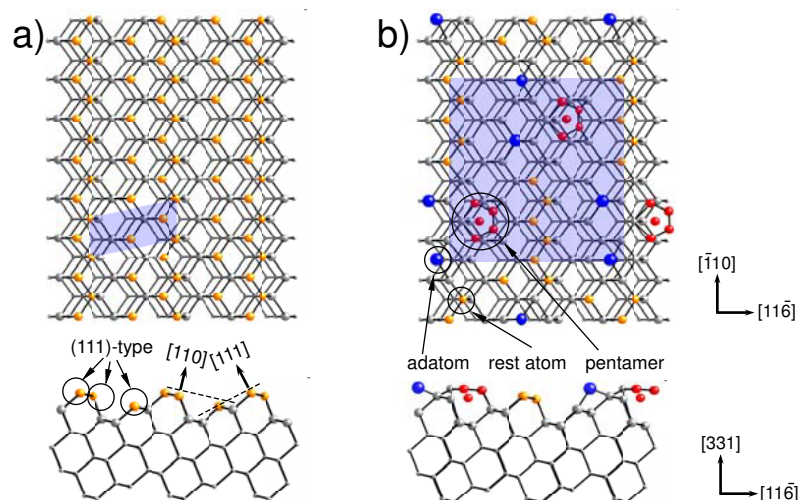 a)
b)
[1̄10]
[116̄]
(111)-type
[110]
[111]
adatom
rest atom
pentamer
[331]
[116̄]